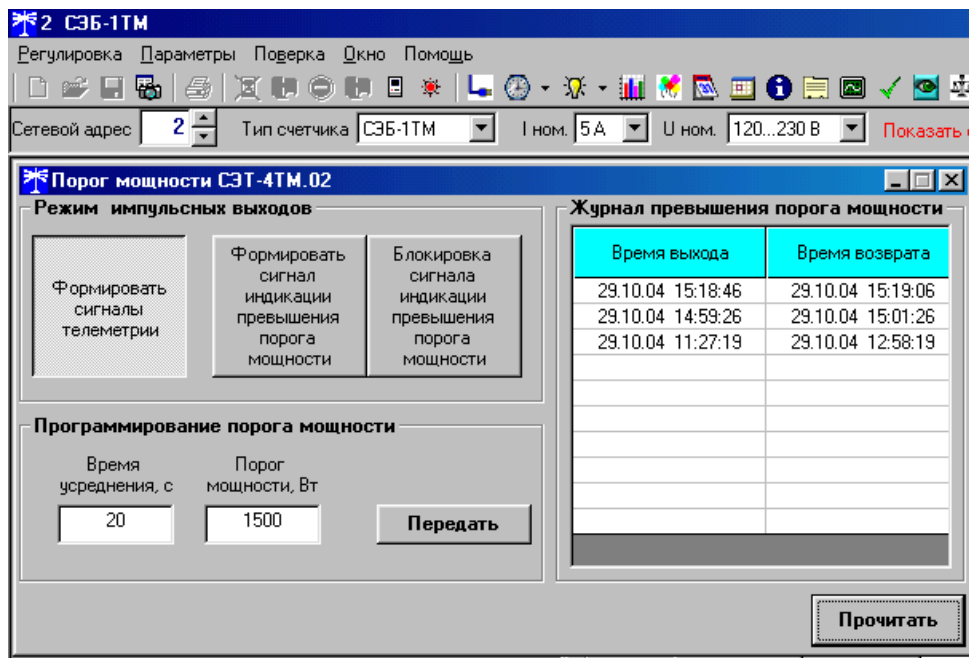 2 СЭБ-1ТМ
Регулировка Параметры Поверка Окно Помощь
Сетевой адрес 2 Тип счетчика СЭБ-1ТМ I ном. 5 А U ном. 120...230 В Показать
Порог мощности СЭТ-4ТМ.02
Режим импульсных выходов
Формировать
сигналы
телеметрии
Формировать
сигнал
индикации
превышения
порога
мощности
Блокировка
сигнала
индикации
превышения
порога
мощности
Программирование порога мощности
Время
усреднения, с
Порог
мощности, Вт
20 1500 Передать
Журнал превышения порога мощности
Время выхода Время возврата
29.10.04 15:18:46 29.10.04 15:19:06
29.10.04 14:59:26 29.10.04 15:01:26
29.10.04 11:27:19 29.10.04 12:58:19
Прочитать